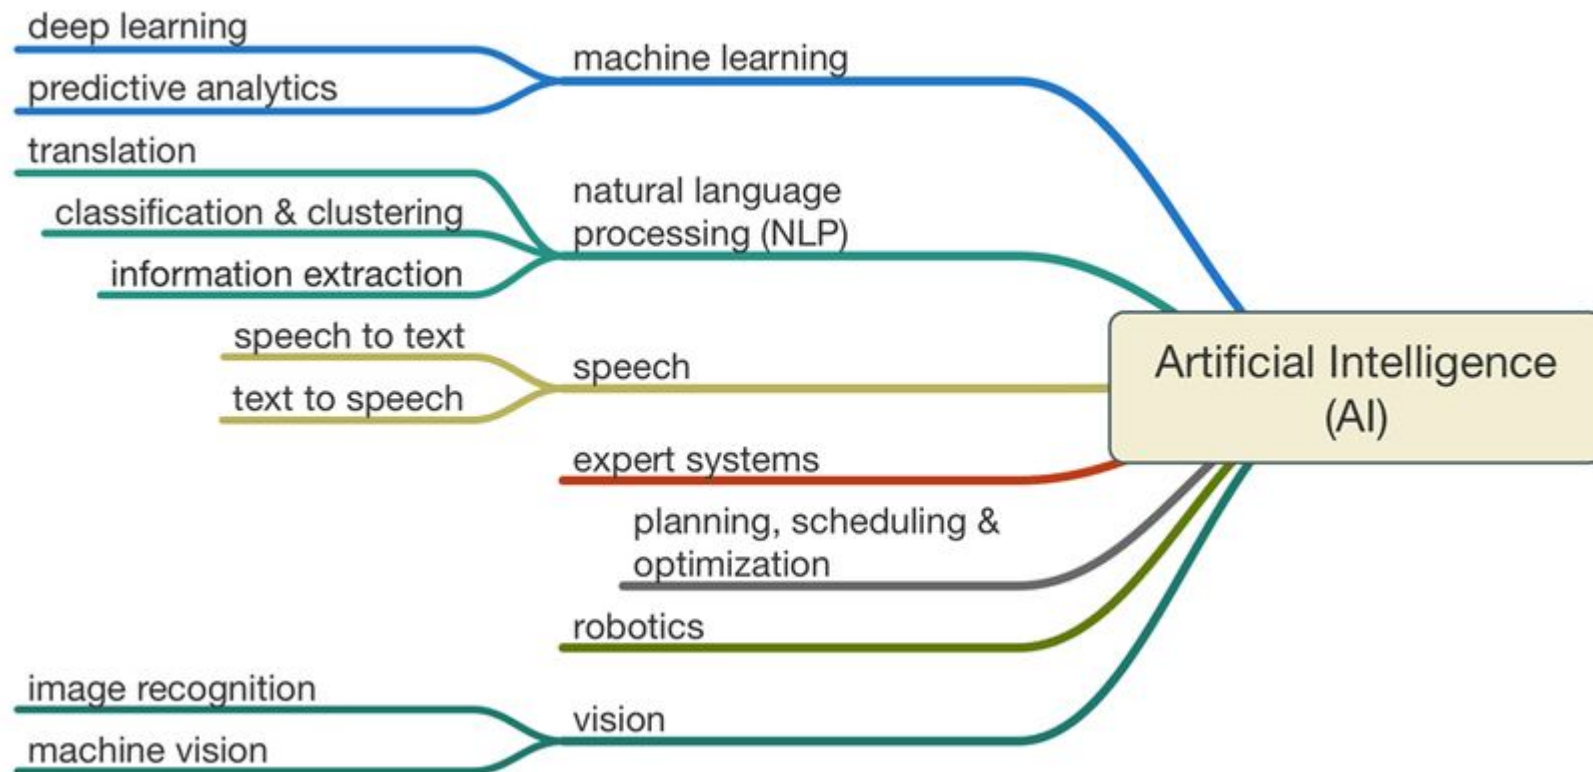 deep learning
predictive analytics
machine learning
translation
classification & clustering
information extraction
natural language
processing (NLP)
speech to text
text to speech
speech
expert systems
planning, scheduling &
optimization
robotics
image recognition
machine vision
vision
Artificial Intelligence
(AI)